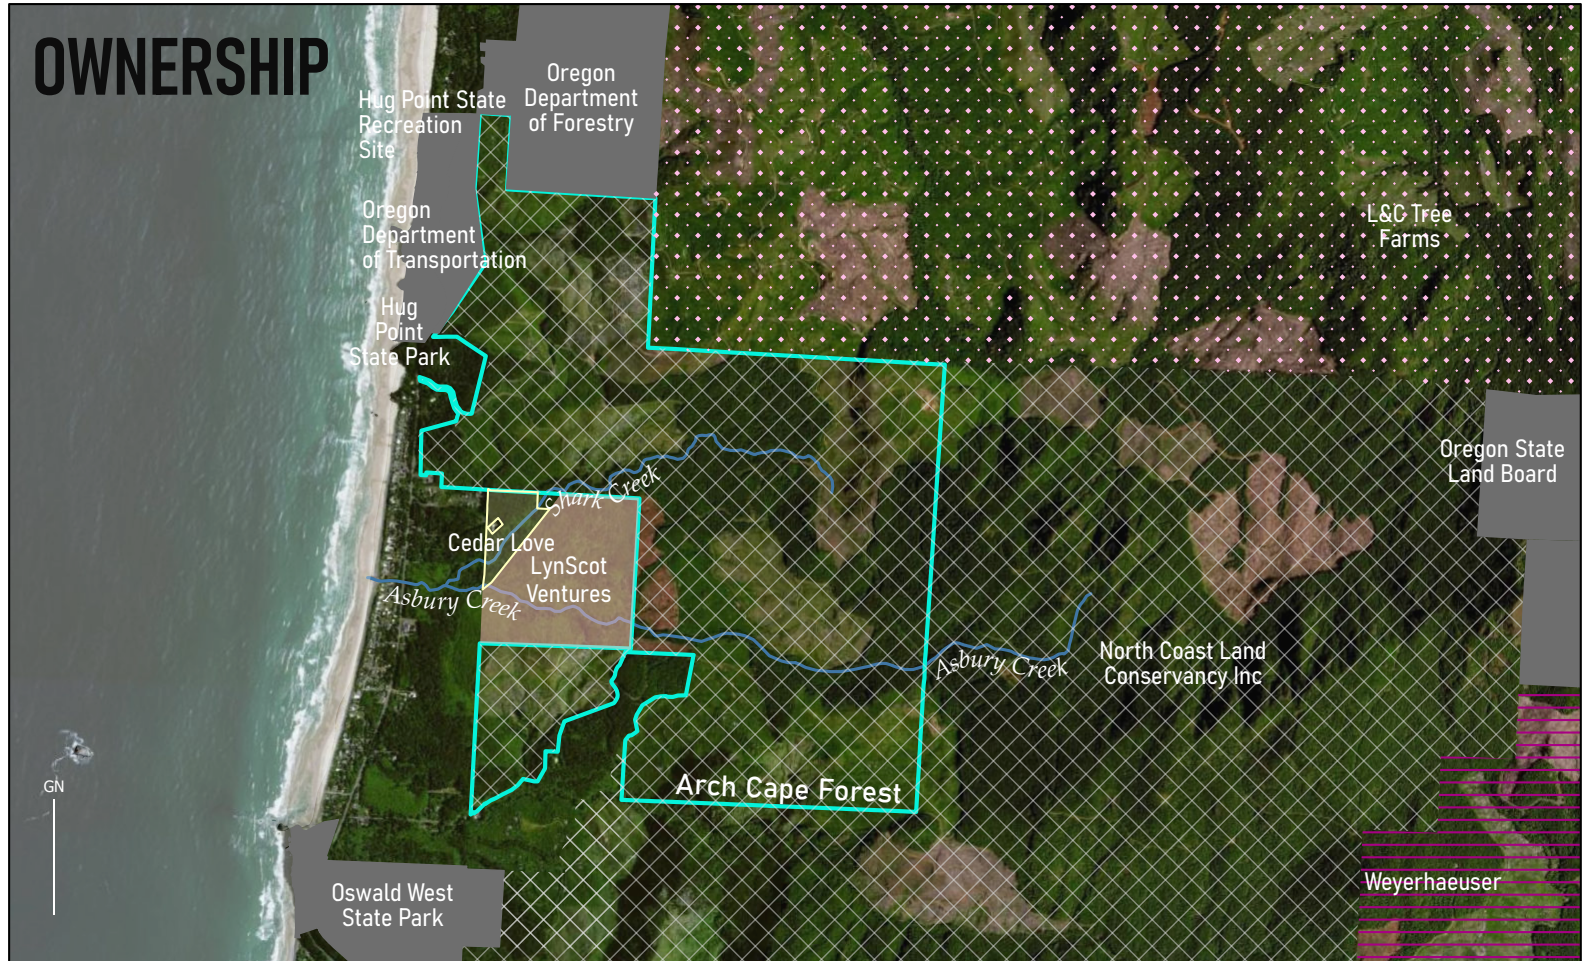 OWNERSHIP
Oregon
Department
of Forestry
Hug Point State
Recreation
Site
Oregon
Department
of Transportation
L&C Tree
Farms
Hug
Point
State Park
Oregon State
Land Board
Shark Creek
Cedar Love
LynScot
Ventures
Asbury Creek
Asbury Creek
North Coast Land
Conservancy Inc
Arch Cape Forest
GN
Weyerhaeuser
Oswald West
State Park